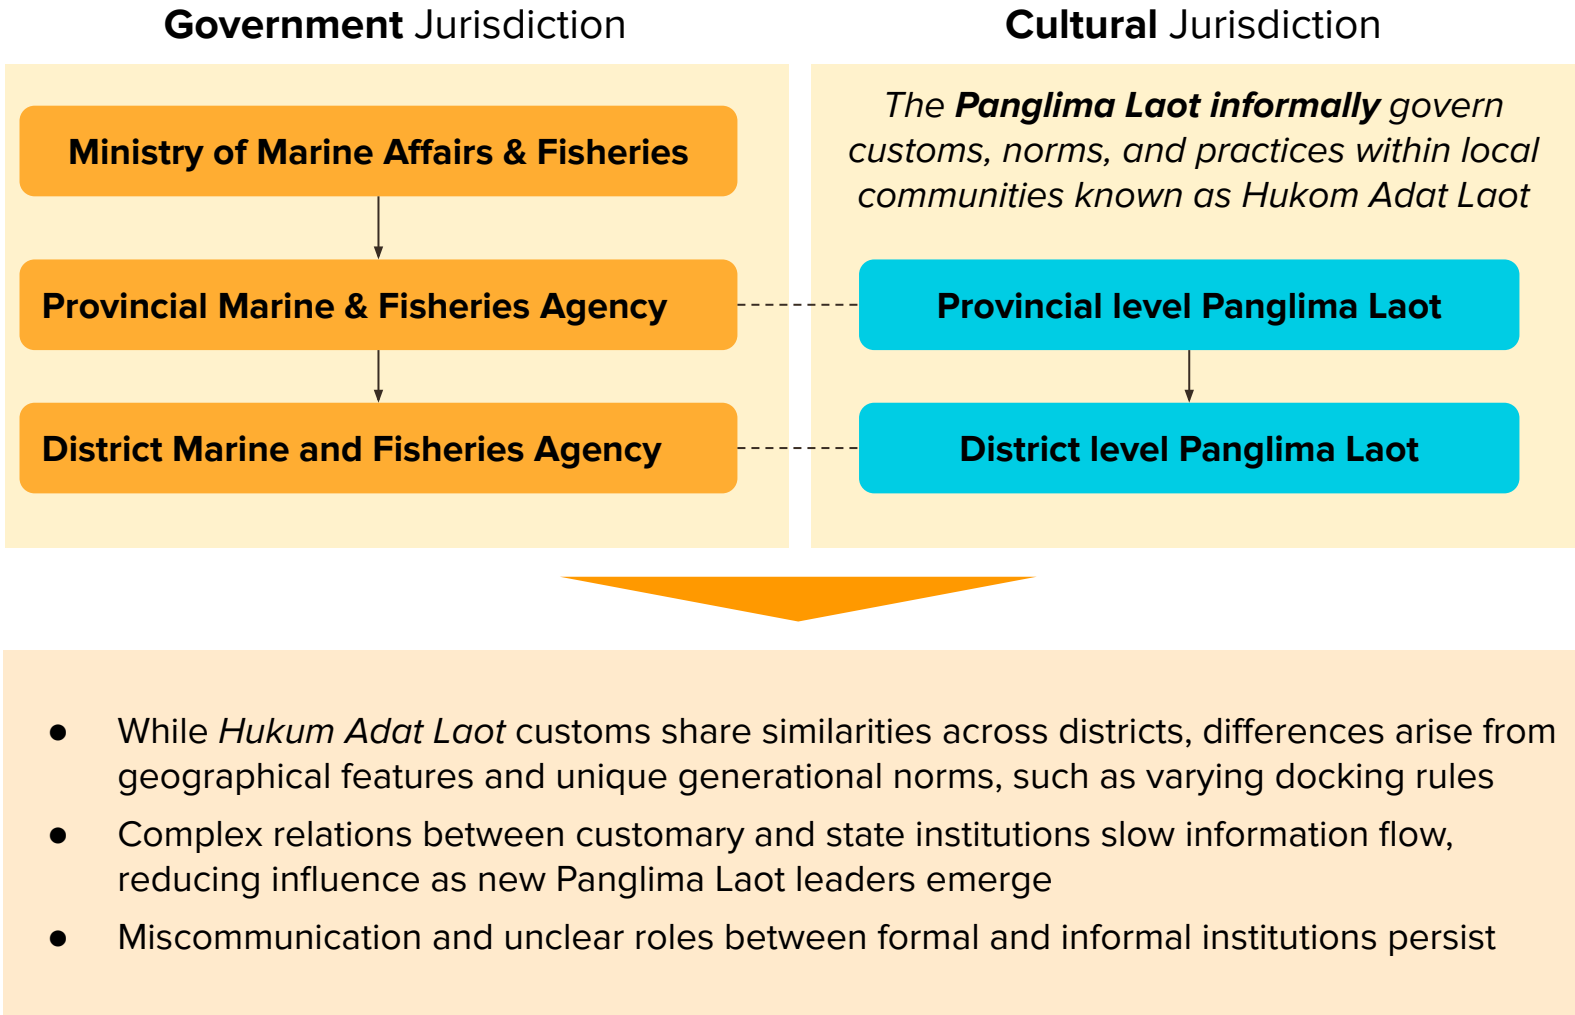 Government Jurisdiction
Ministry of Marine Affairs & Fisheries
Provincial Marine & Fisheries Agency
District Marine and Fisheries Agency
Cultural Jurisdiction
The Panglima Laot informally govern
customs, norms, and practices within local
communities known as Hukom Adat Laot
Provincial level Panglima Laot
District level Panglima Laot
● While Hukum Adat Laot customs share similarities across districts, differences arise from
geographical features and unique generational norms, such as varying docking rules
● Complex relations between customary and state institutions slow information flow,
reducing influence as new Panglima Laot leaders emerge
● Miscommunication and unclear roles between formal and informal institutions persist